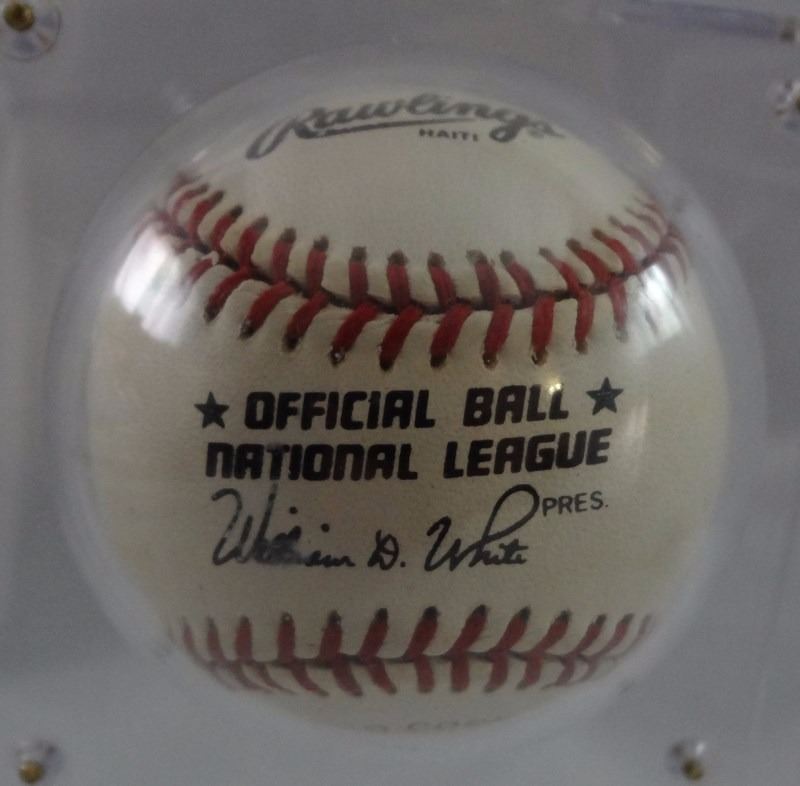 Rawlings
HAITI
★ OFFICIAL BALL ★
NATIONAL LEAGUE
William D. White PRES.